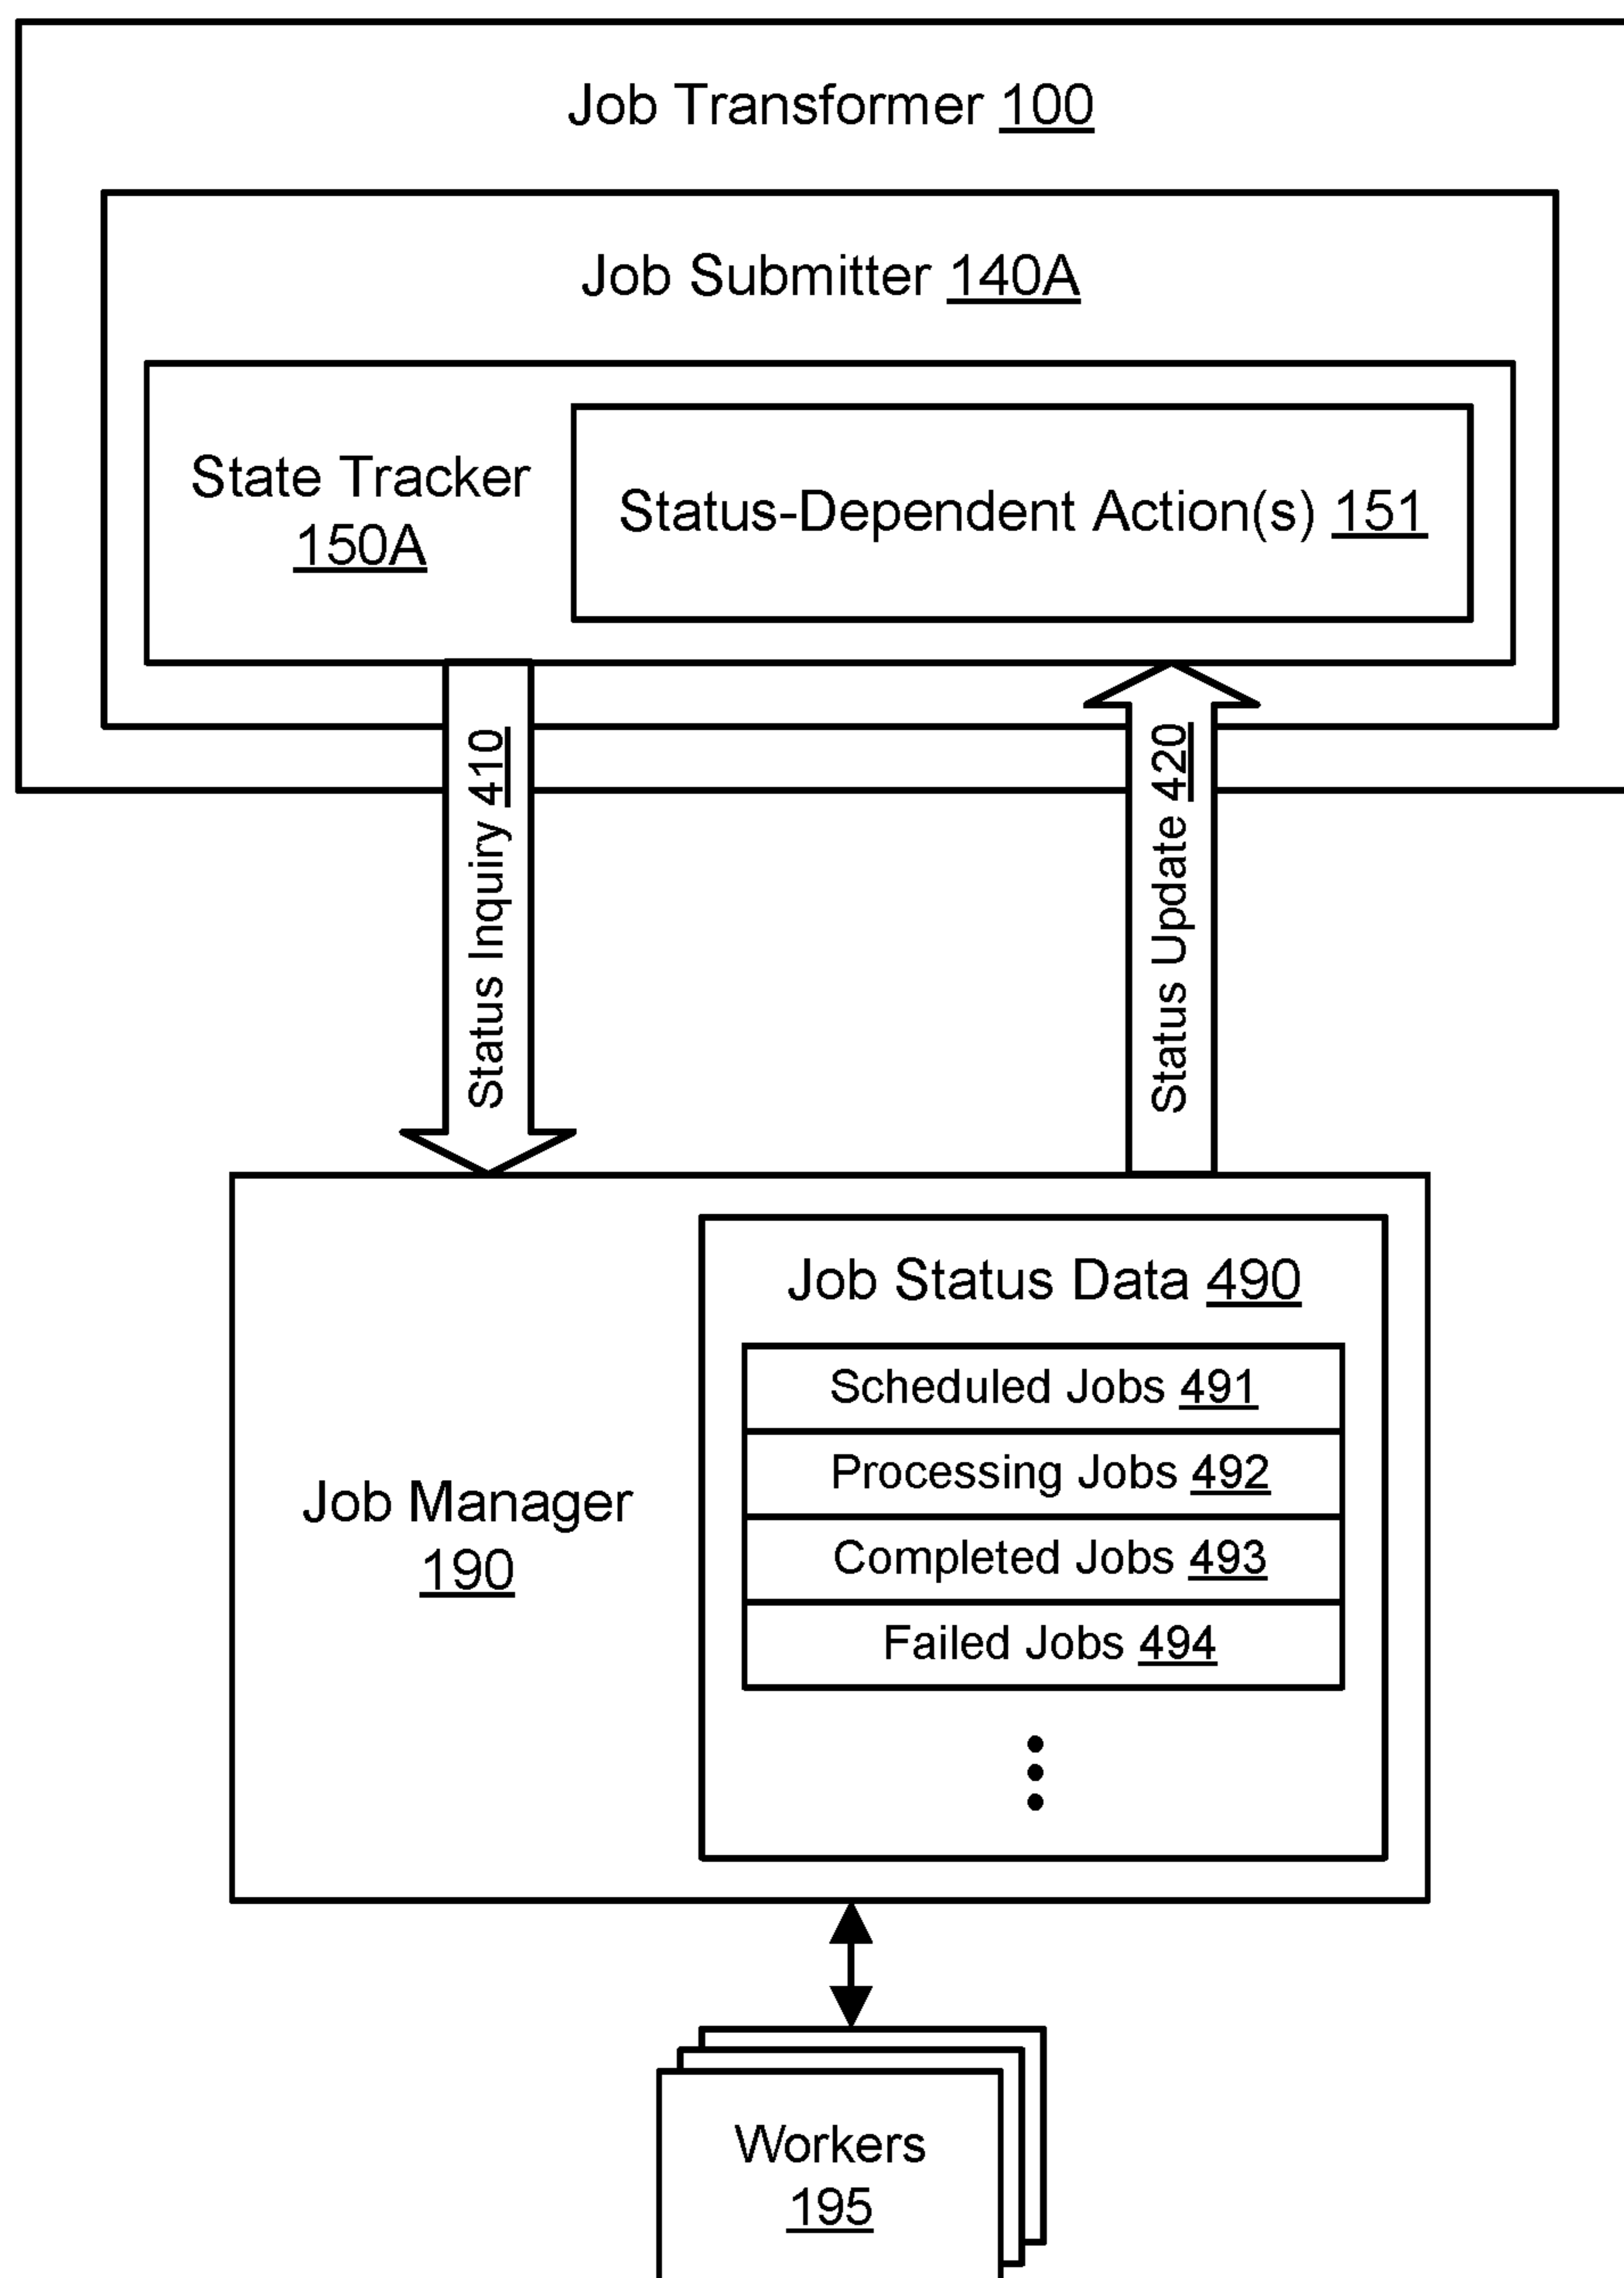 Job Transformer 100
Job Submitter 140A
State Tracker
150A
Status-Dependent Action(s) 151
Status Inquiry 410
Status Update 420
Job Manager
190
Job Status Data 490
Scheduled Jobs 491
Processing Jobs 492
Completed Jobs 493
Failed Jobs 494
Workers
195